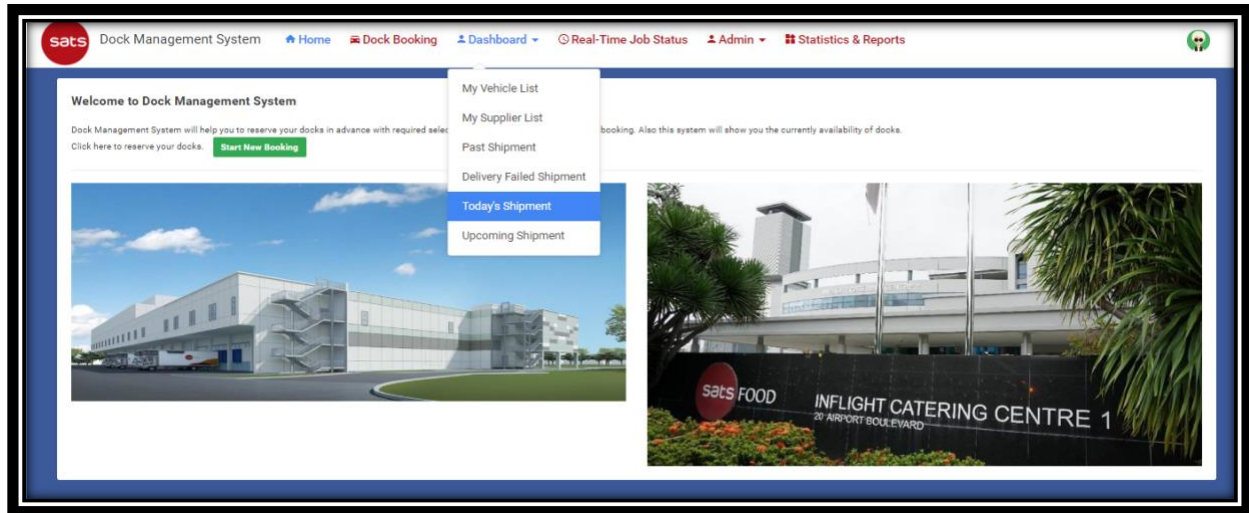 sats Dock Management System Home Dock Booking Dashboard Real-Time Job Status Admin Statistics & Reports
My Vehicle List
My Supplier List
Past Shipment
Delivery Failed Shipment
Today's Shipment
Upcoming Shipment
Welcome to Dock Management System
Dock Management System will help you to reserve your docks in advance with required selec booking. Also this system will show you the currently availability of docks.
Click here to reserve your docks. Start New Booking
sats FOOD INFLIGHT CATERING CENTRE 1
20 AIRPORT BOULEVARD